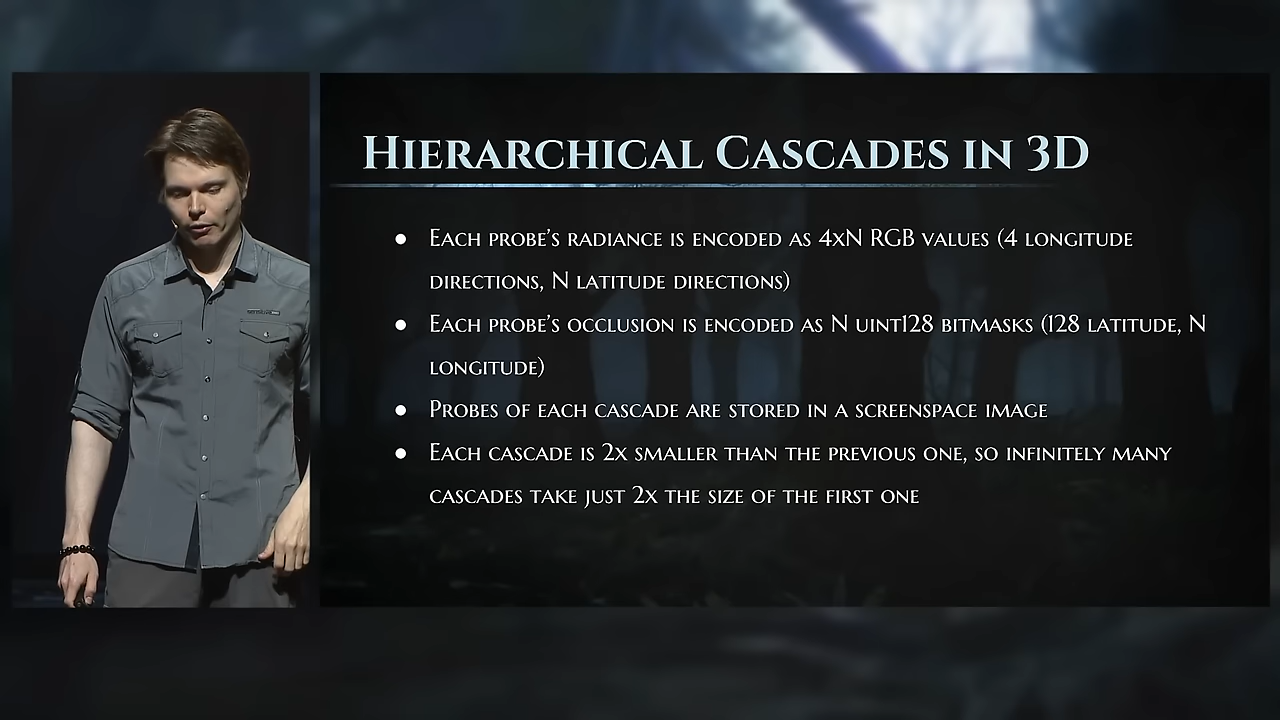 Hierarchical Cascades in 3D
● Each probe's radiance is encoded as 4xN RGB values (4 longitude
directions, N latitude directions)
● Each probe's occlusion is encoded as N uint128 bitmasks (128 latitude, N
longitude)
● Probes of each cascade are stored in a screenspace image
● Each cascade is 2x smaller than the previous one, so infinitely many
cascades take just 2x the size of the first one